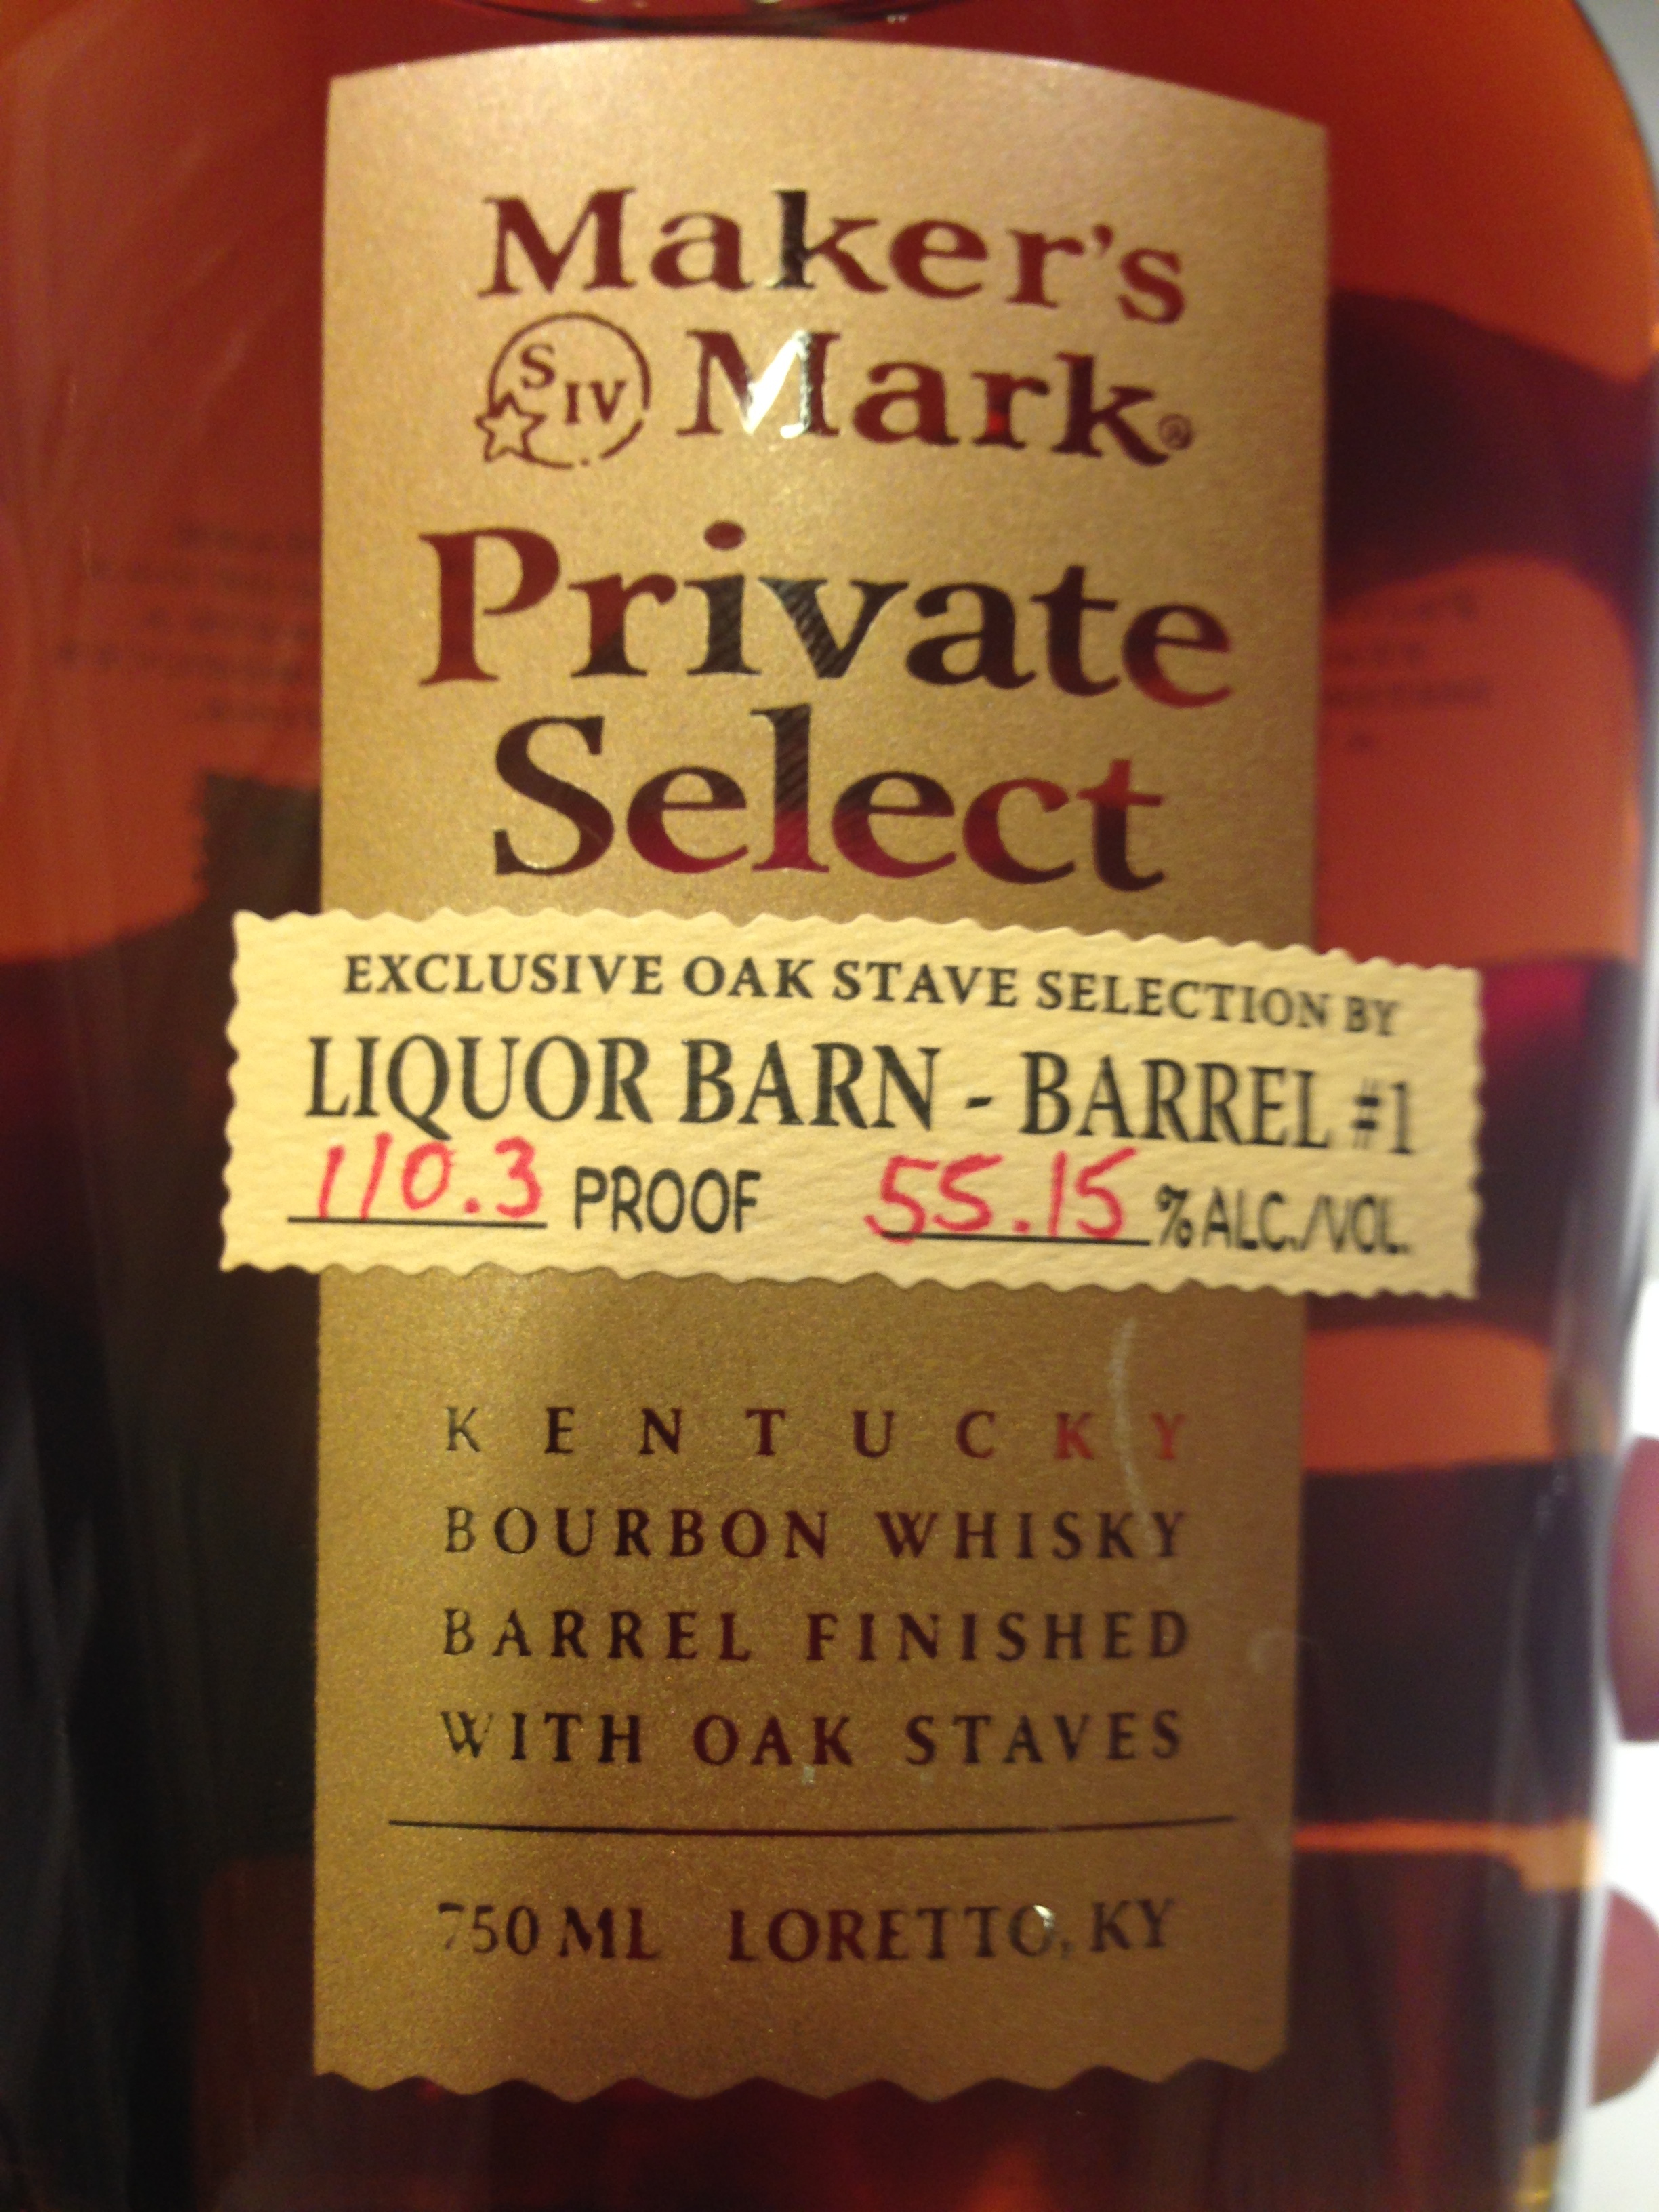 Maker's
S IV Mark®
Private
Select
EXCLUSIVE OAK STAVE SELECTION BY
LIQUOR BARN - BARREL #1
110.3 PROOF 55.15 % ALC./VOL.
KENTUCKY
BOURBON WHISKY
BARREL FINISHED
WITH OAK STAVES
750 ML LORETTO, KY